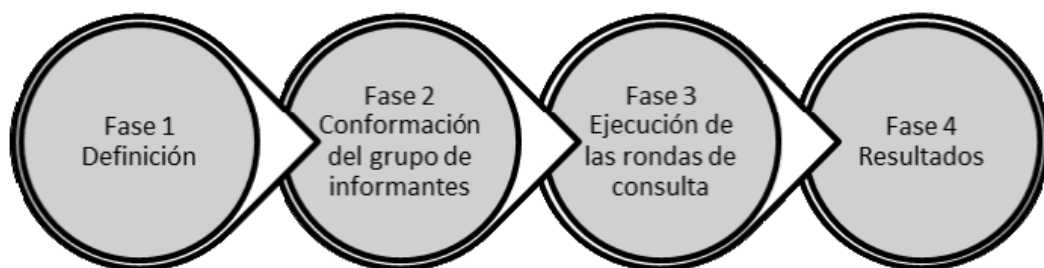 Fase 1
Definición
Fase 2
Conformación
del grupo de
informantes
Fase 3
Ejecución de
las rondas de
consulta
Fase 4
Resultados